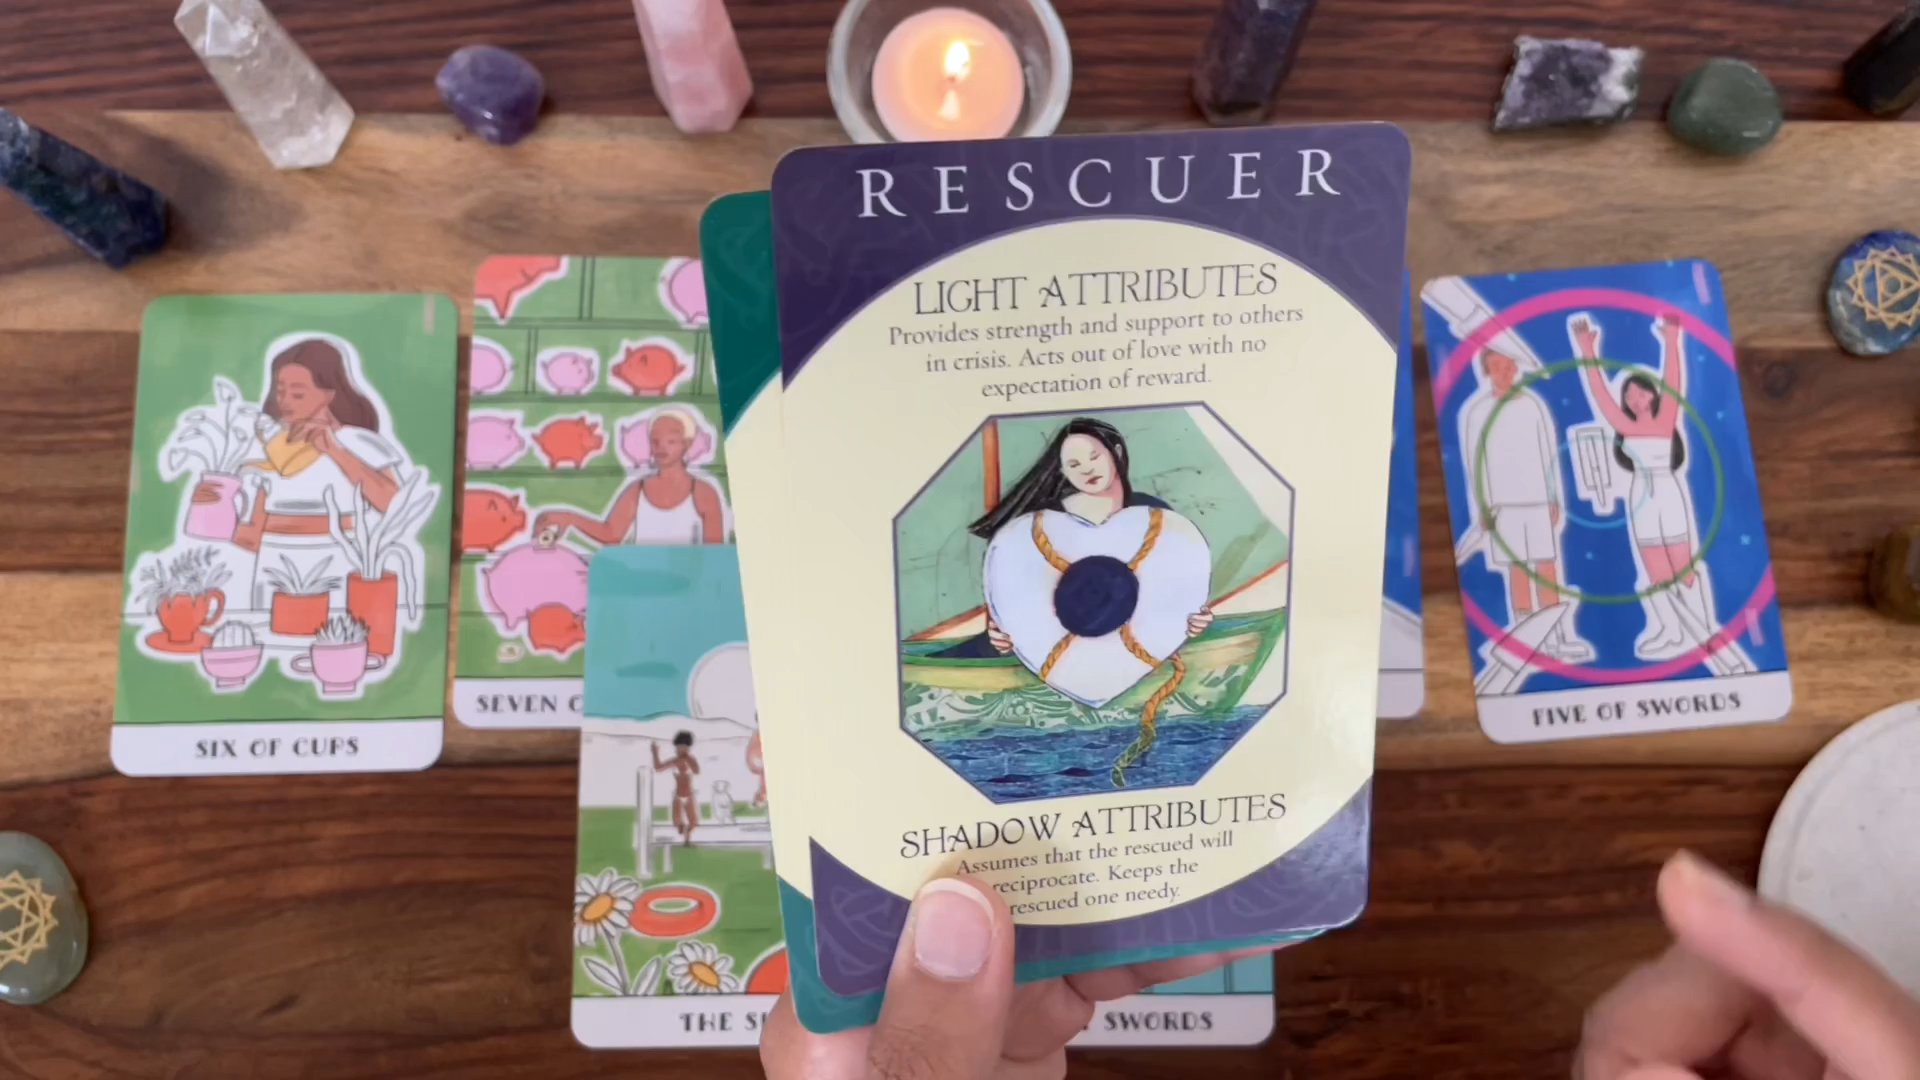 RESCUER
LIGHT ATTRIBUTES
Provides strength and support to others
in crisis. Acts out of love with no
expectation of reward.
SHADOW ATTRIBUTES
Assumes that the rescued will
reciprocate. Keeps the
rescued one needy.
SIX OF CUPS
SEVEN
FIVE OF SWORDS
THE
SWORDS